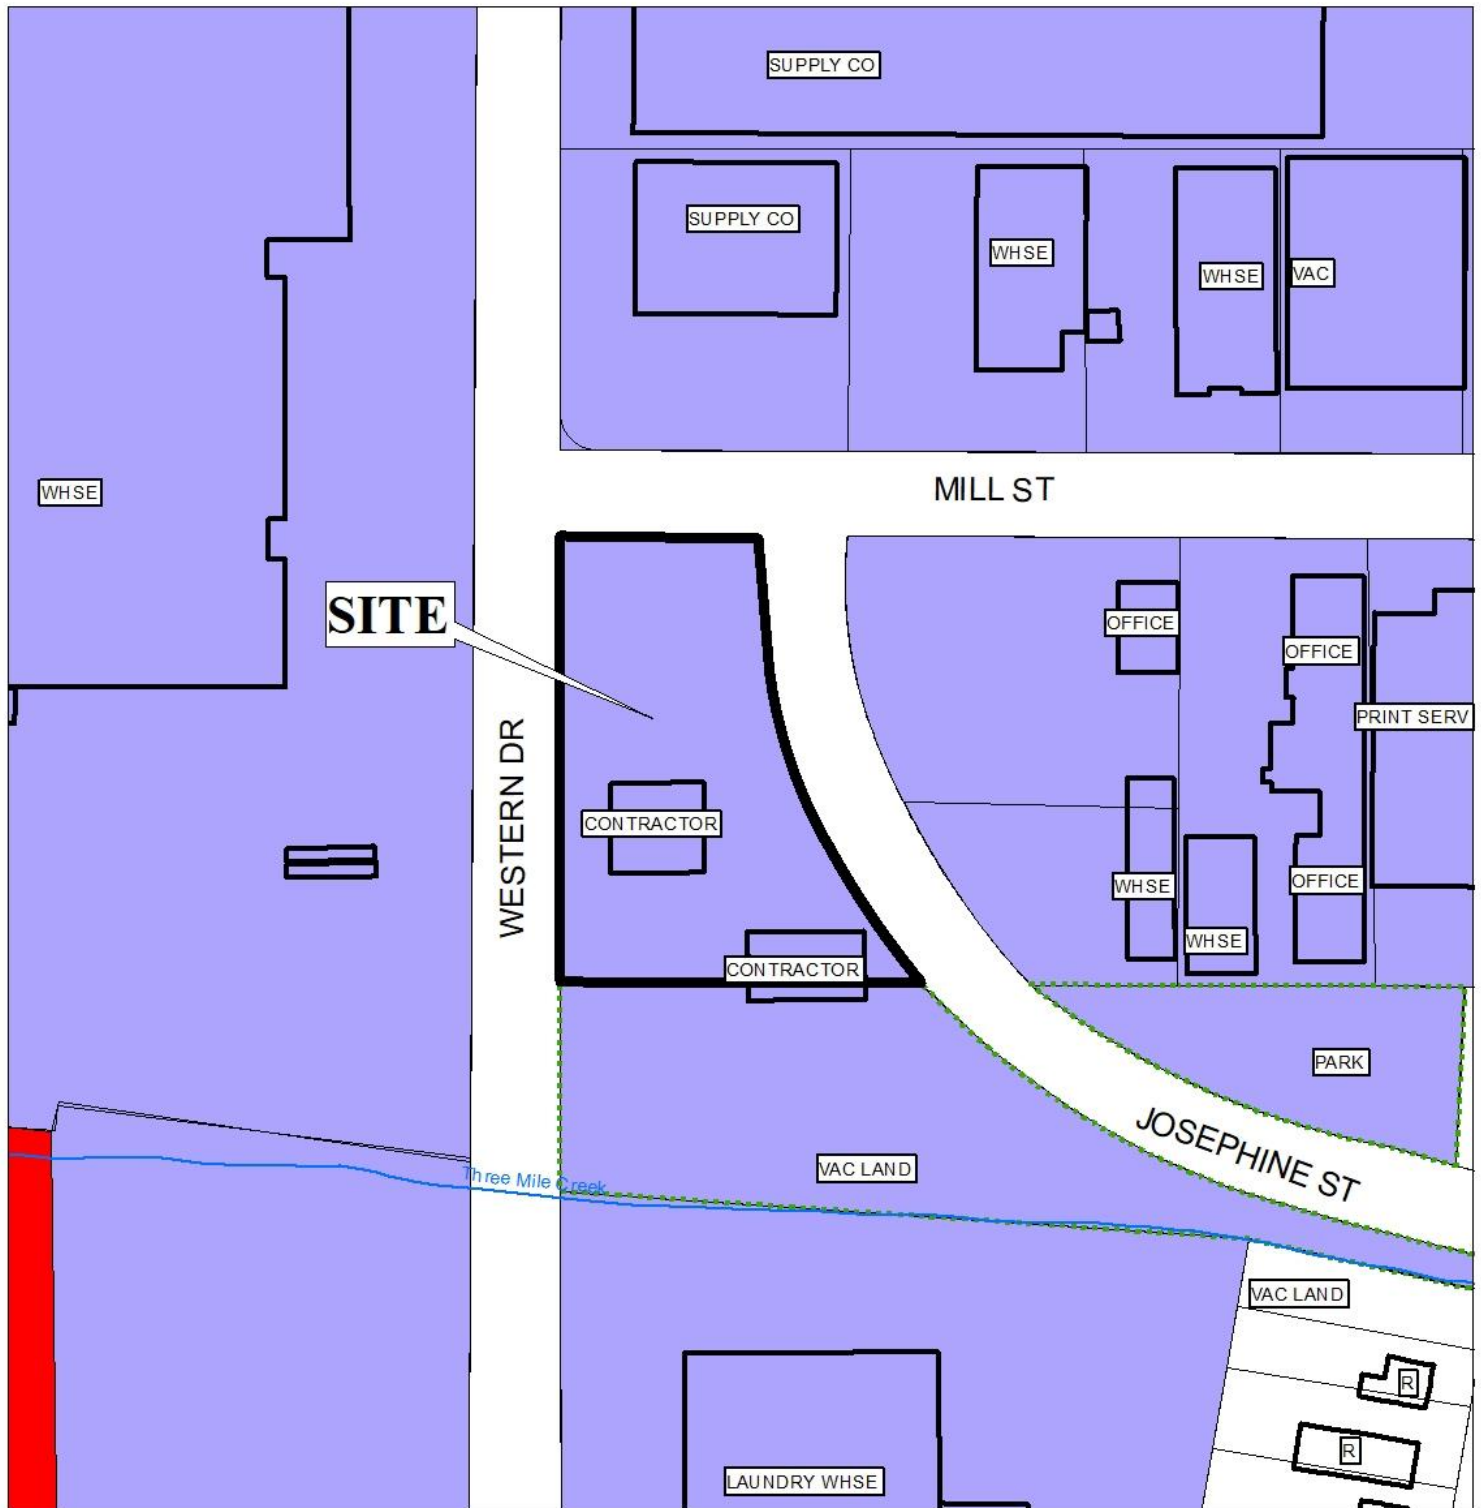 SUPPLY CO
SUPPLY CO
WHSE
WHSE
VAC
WHSE
MILL ST
SITE
OFFICE
OFFICE
PRINT SERV
WESTERN DR
CONTRACTOR
WHSE
OFFICE
WHSE
CONTRACTOR
PARK
JOSEPHINE ST
VAC LAND
Three Mile Creek
VAC LAND
R
R
LAUNDRY WHSE